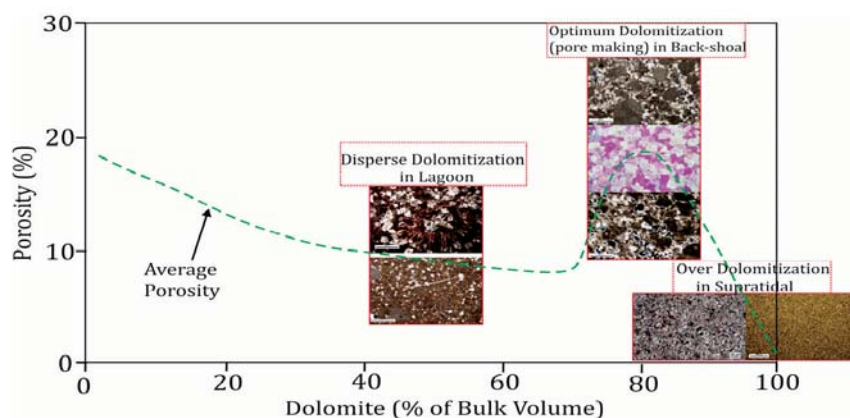 30
20
10
0
Porosity (%)
Optimum Dolomitization
(pore making) in Back-shoal
Disperse Dolomitization
in Lagoon
Average
Porosity
Over Dolomitization
in Supratidal
0
20
40
60
80
100
Dolomite (% of Bulk Volume)